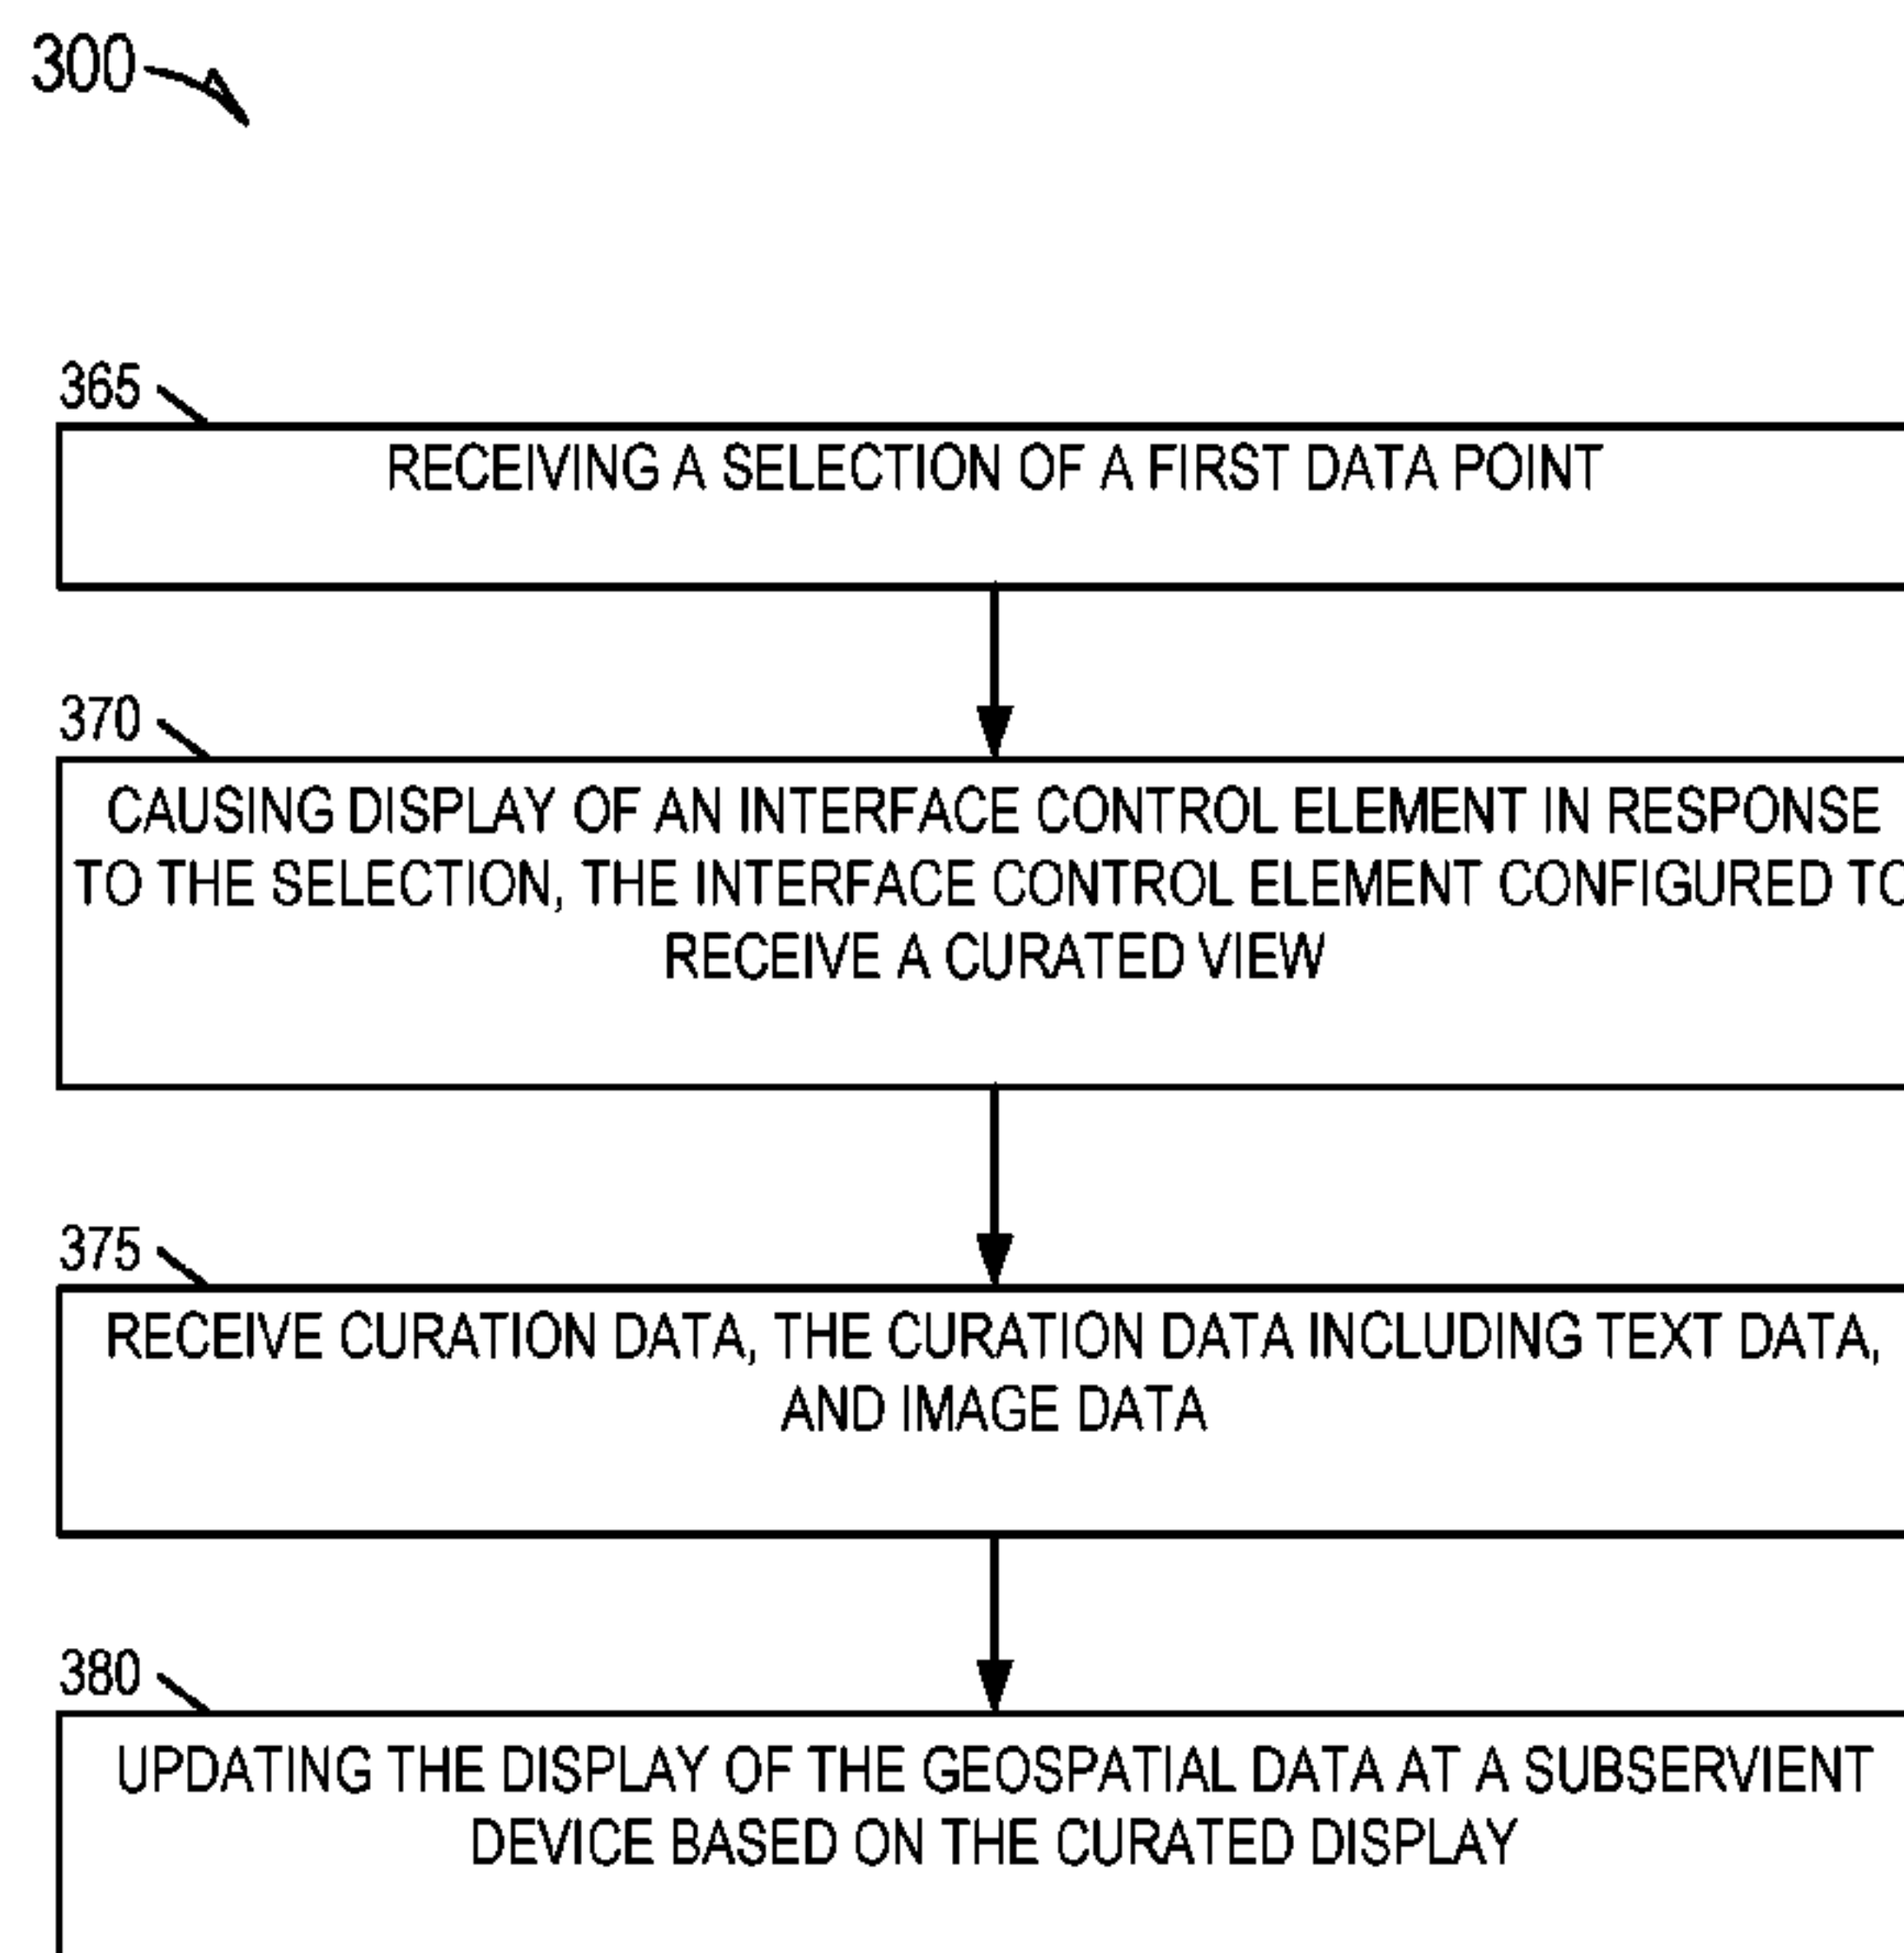 300
365
RECEIVING A SELECTION OF A FIRST DATA POINT
370
CAUSING DISPLAY OF AN INTERFACE CONTROL ELEMENT IN RESPONSE
TO THE SELECTION, THE INTERFACE CONTROL ELEMENT CONFIGURED TO
RECEIVE A CURATED VIEW
375
RECEIVE CURATION DATA, THE CURATION DATA INCLUDING TEXT DATA,
AND IMAGE DATA
380
UPDATING THE DISPLAY OF THE GEOSPATIAL DATA AT A SUBSERVIENT
DEVICE BASED ON THE CURATED DISPLAY